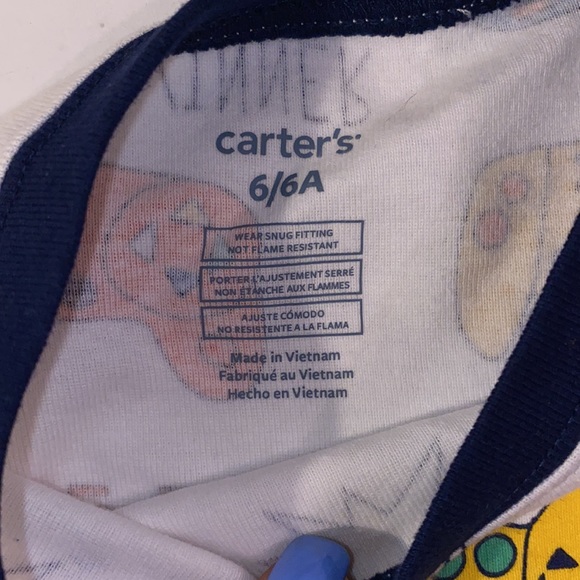 WINNER
carter's
6/6A
WEAR SNUG FITTING
NOT FLAME RESISTANT
PORTER L'AJUSTEMENT SERRÉ
NON ÉTANCHE AUX FLAMMES
AJUSTE CÓMODO
NO RESISTENTE A LA FLAMA
Made in Vietnam
Fabriqué au Vietnam
Hecho en Vietnam